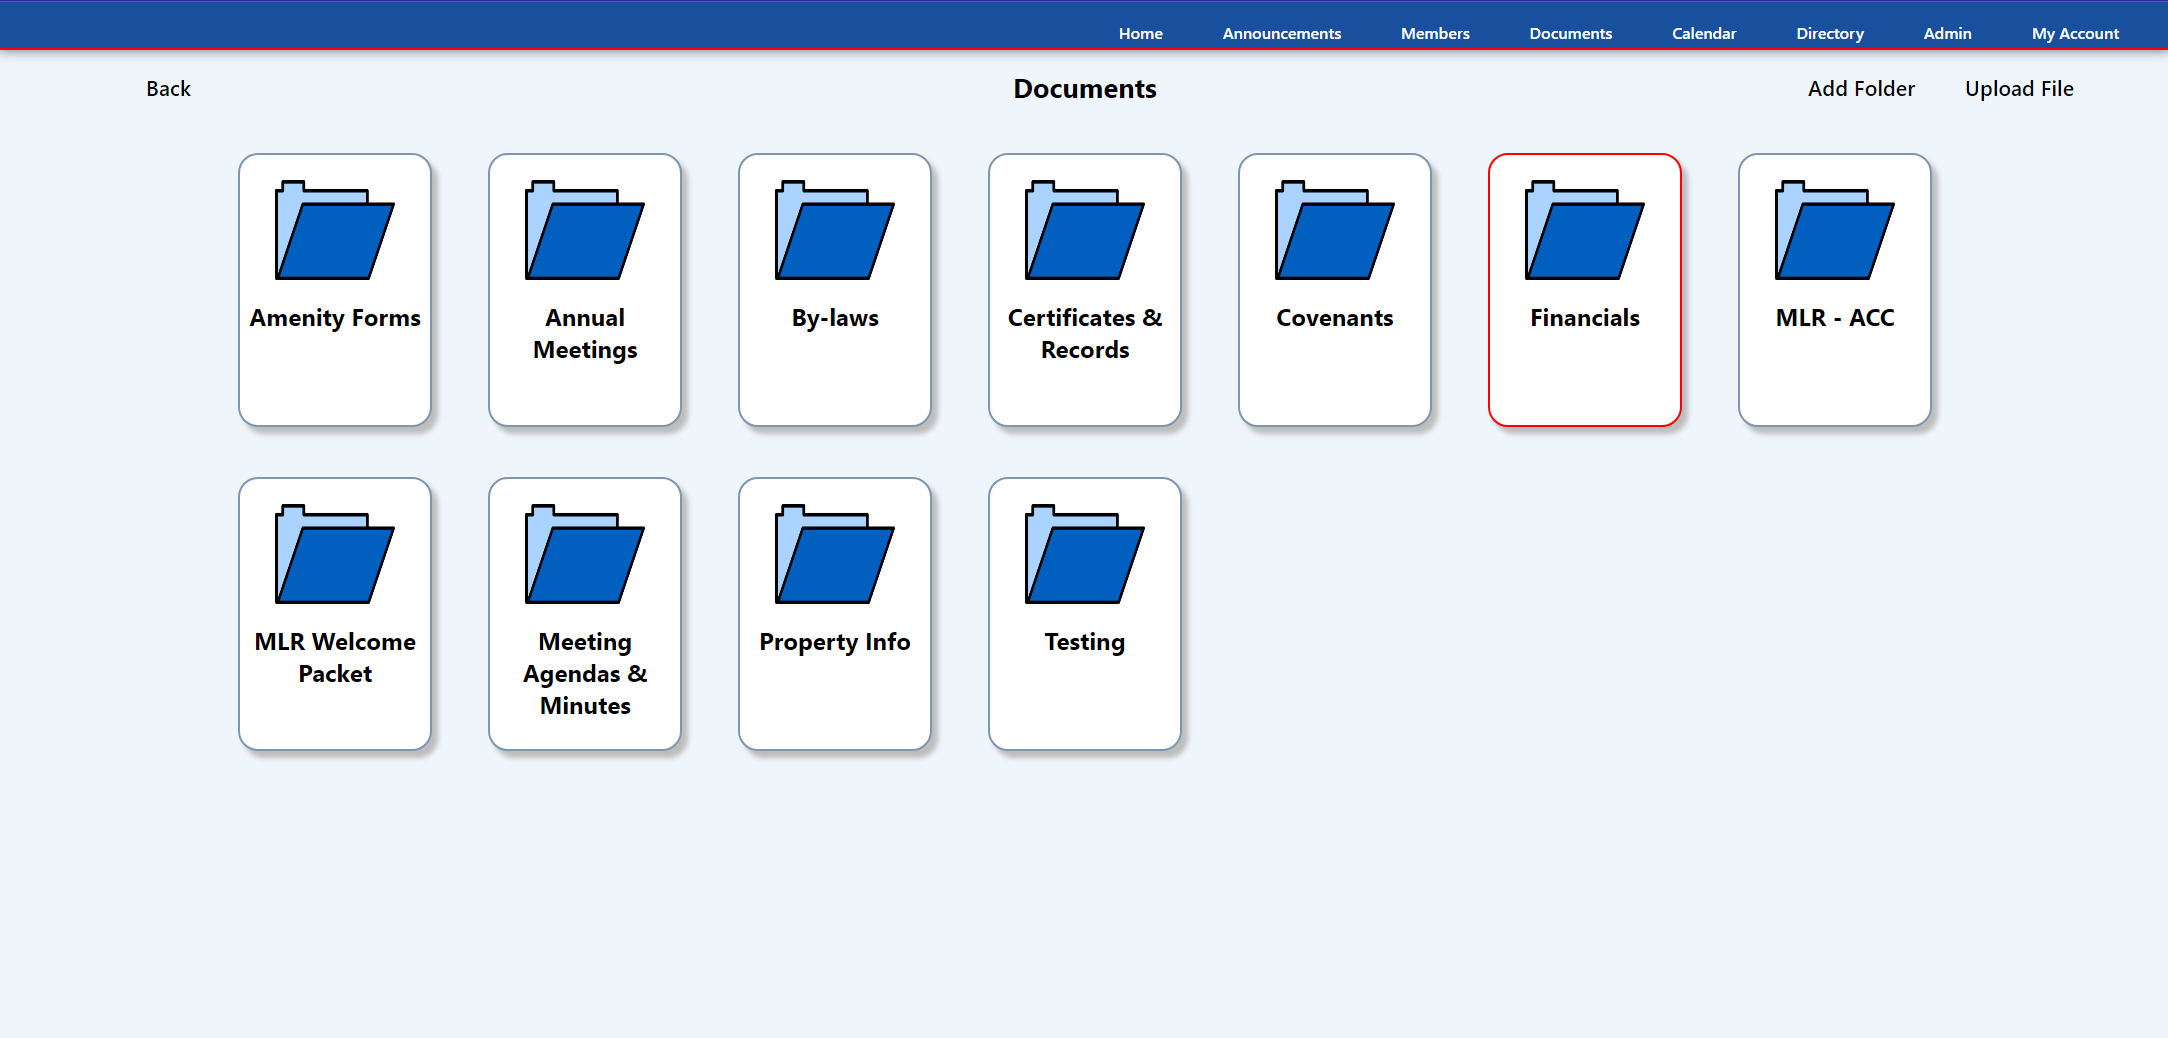 Home Announcements Members Documents Calendar Directory Admin My Account
Back Documents Add Folder Upload File
Amenity Forms
Annual
Meetings
By-laws
Certificates &
Records
Covenants
Financials
MLR - ACC
MLR Welcome
Packet
Meeting
Agendas &
Minutes
Property Info
Testing